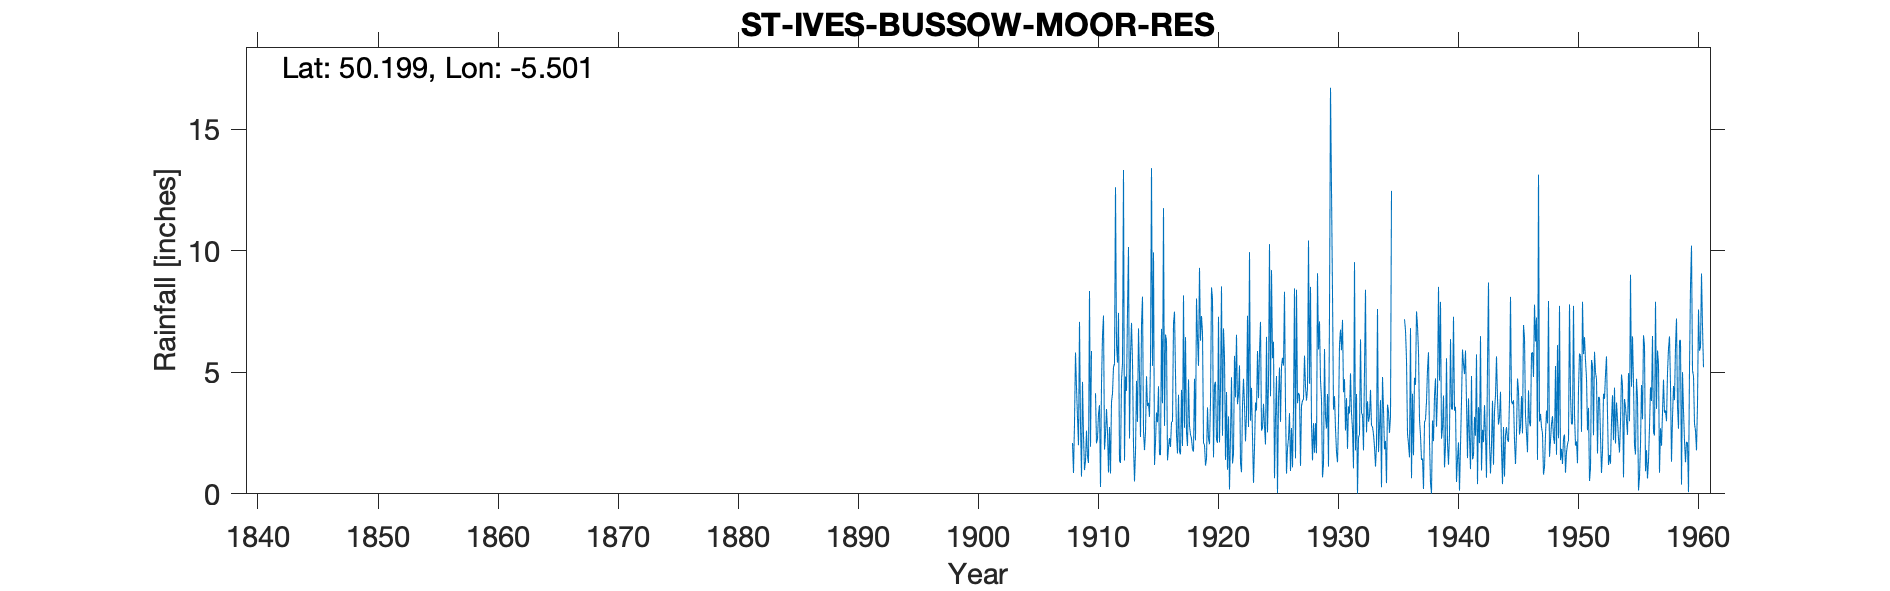 ST-IVES-BUSSOW-MOOR-RES
Lat: 50.199, Lon: -5.501
Rainfall [inches]
15
10
5
0
1840 1850 1860 1870 1880 1890 1900 1910 1920 1930 1940 1950 1960
Year